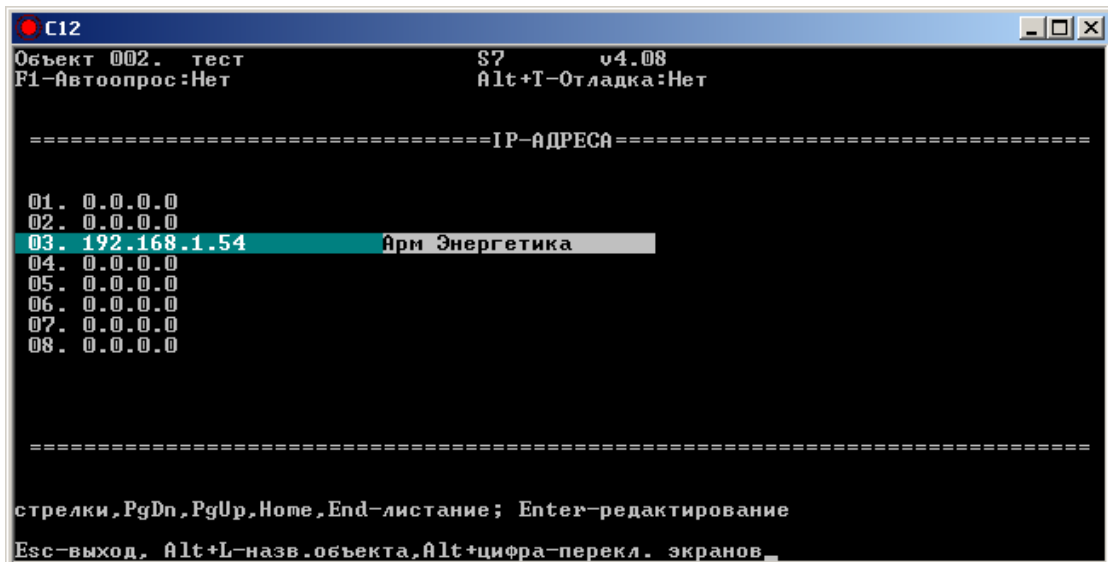 C12
Объект 002. тест S7 v4.08
F1-Автоопрос:Нет Alt+T-Отладка:Нет
==================================IP-АДРЕСА===================================
01. 0.0.0.0
02. 0.0.0.0
03. 192.168.1.54 Арм Энергетика
04. 0.0.0.0
05. 0.0.0.0
06. 0.0.0.0
07. 0.0.0.0
08. 0.0.0.0
==============================================================================
стрелки,PgDn,PgUp,Home,End-листание; Enter-редактирование
Esc-выход, Alt+L-назв.объекта,Alt+цифра-перекл. экранов_